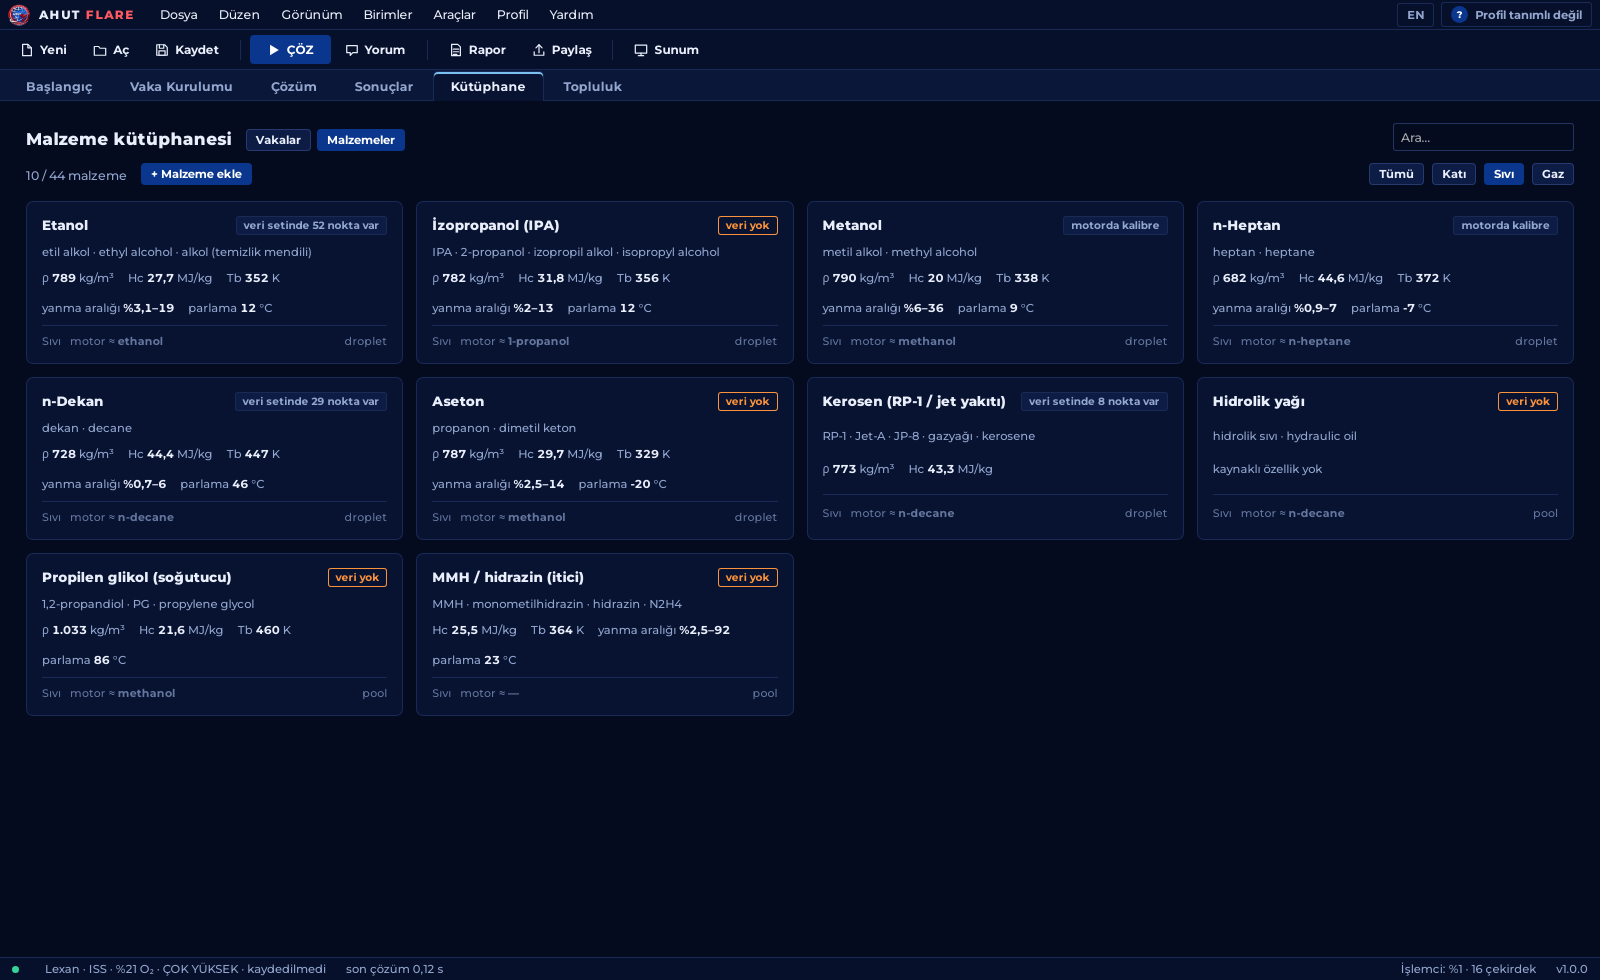 AHUT FLARE Dosya Düzen Görünüm Birimler Araçlar Profil Yardım EN ? Profil tanımlı değil
Yeni Aç Kaydet ÇÖZ Yorum Rapor Paylaş Sunum
Başlangıç Vaka Kurulumu Çözüm Sonuçlar Kütüphane Topluluk
Malzeme kütüphanesi Vakalar Malzemeler Ara...
10 / 44 malzeme + Malzeme ekle Tümü Katı Sıvı Gaz
Etanol veri setinde 52 nokta var
etil alkol · ethyl alcohol · alkol (temizlik mendili)
ρ 789 kg/m³ Hc 27,7 MJ/kg Tb 352 K
yanma aralığı %3,1–19 parlama 12 °C
Sıvı motor ≈ ethanol droplet
İzopropanol (IPA) veri yok
IPA · 2-propanol · izopropil alkol · isopropyl alcohol
ρ 782 kg/m³ Hc 31,8 MJ/kg Tb 356 K
yanma aralığı %2–13 parlama 12 °C
Sıvı motor ≈ 1-propanol droplet
Metanol motorda kalibre
metil alkol · methyl alcohol
ρ 790 kg/m³ Hc 20 MJ/kg Tb 338 K
yanma aralığı %6–36 parlama 9 °C
Sıvı motor ≈ methanol droplet
n-Heptan motorda kalibre
heptan · heptane
ρ 682 kg/m³ Hc 44,6 MJ/kg Tb 372 K
yanma aralığı %0,9–7 parlama -7 °C
Sıvı motor ≈ n-heptane droplet
n-Dekan veri setinde 29 nokta var
dekan · decane
ρ 728 kg/m³ Hc 44,4 MJ/kg Tb 447 K
yanma aralığı %0,7–6 parlama 46 °C
Sıvı motor ≈ n-decane droplet
Aseton veri yok
propanon · dimetil keton
ρ 787 kg/m³ Hc 29,7 MJ/kg Tb 329 K
yanma aralığı %2,5–14 parlama -20 °C
Sıvı motor ≈ methanol droplet
Kerosen (RP-1 / jet yakıtı) veri setinde 8 nokta var
RP-1 · Jet-A · JP-8 · gazyağı · kerosene
ρ 773 kg/m³ Hc 43,3 MJ/kg
Sıvı motor ≈ n-decane droplet
Hidrolik yağı veri yok
hidrolik sıvı · hydraulic oil
kaynaklı özellik yok
Sıvı motor ≈ n-decane pool
Propilen glikol (soğutucu) veri yok
1,2-propandiol · PG · propylene glycol
ρ 1.033 kg/m³ Hc 21,6 MJ/kg Tb 460 K
parlama 86 °C
Sıvı motor ≈ methanol pool
MMH / hidrazin (itici) veri yok
MMH · monometilhidrazin · hidrazin · N2H4
Hc 25,5 MJ/kg Tb 364 K yanma aralığı %2,5–92
parlama 23 °C
Sıvı motor ≈ — pool
Lexan · ISS · %21 O₂ · ÇOK YÜKSEK · kaydedilmedi son çözüm 0,12 s İşlemci: %1 · 16 çekirdek v1.0.0